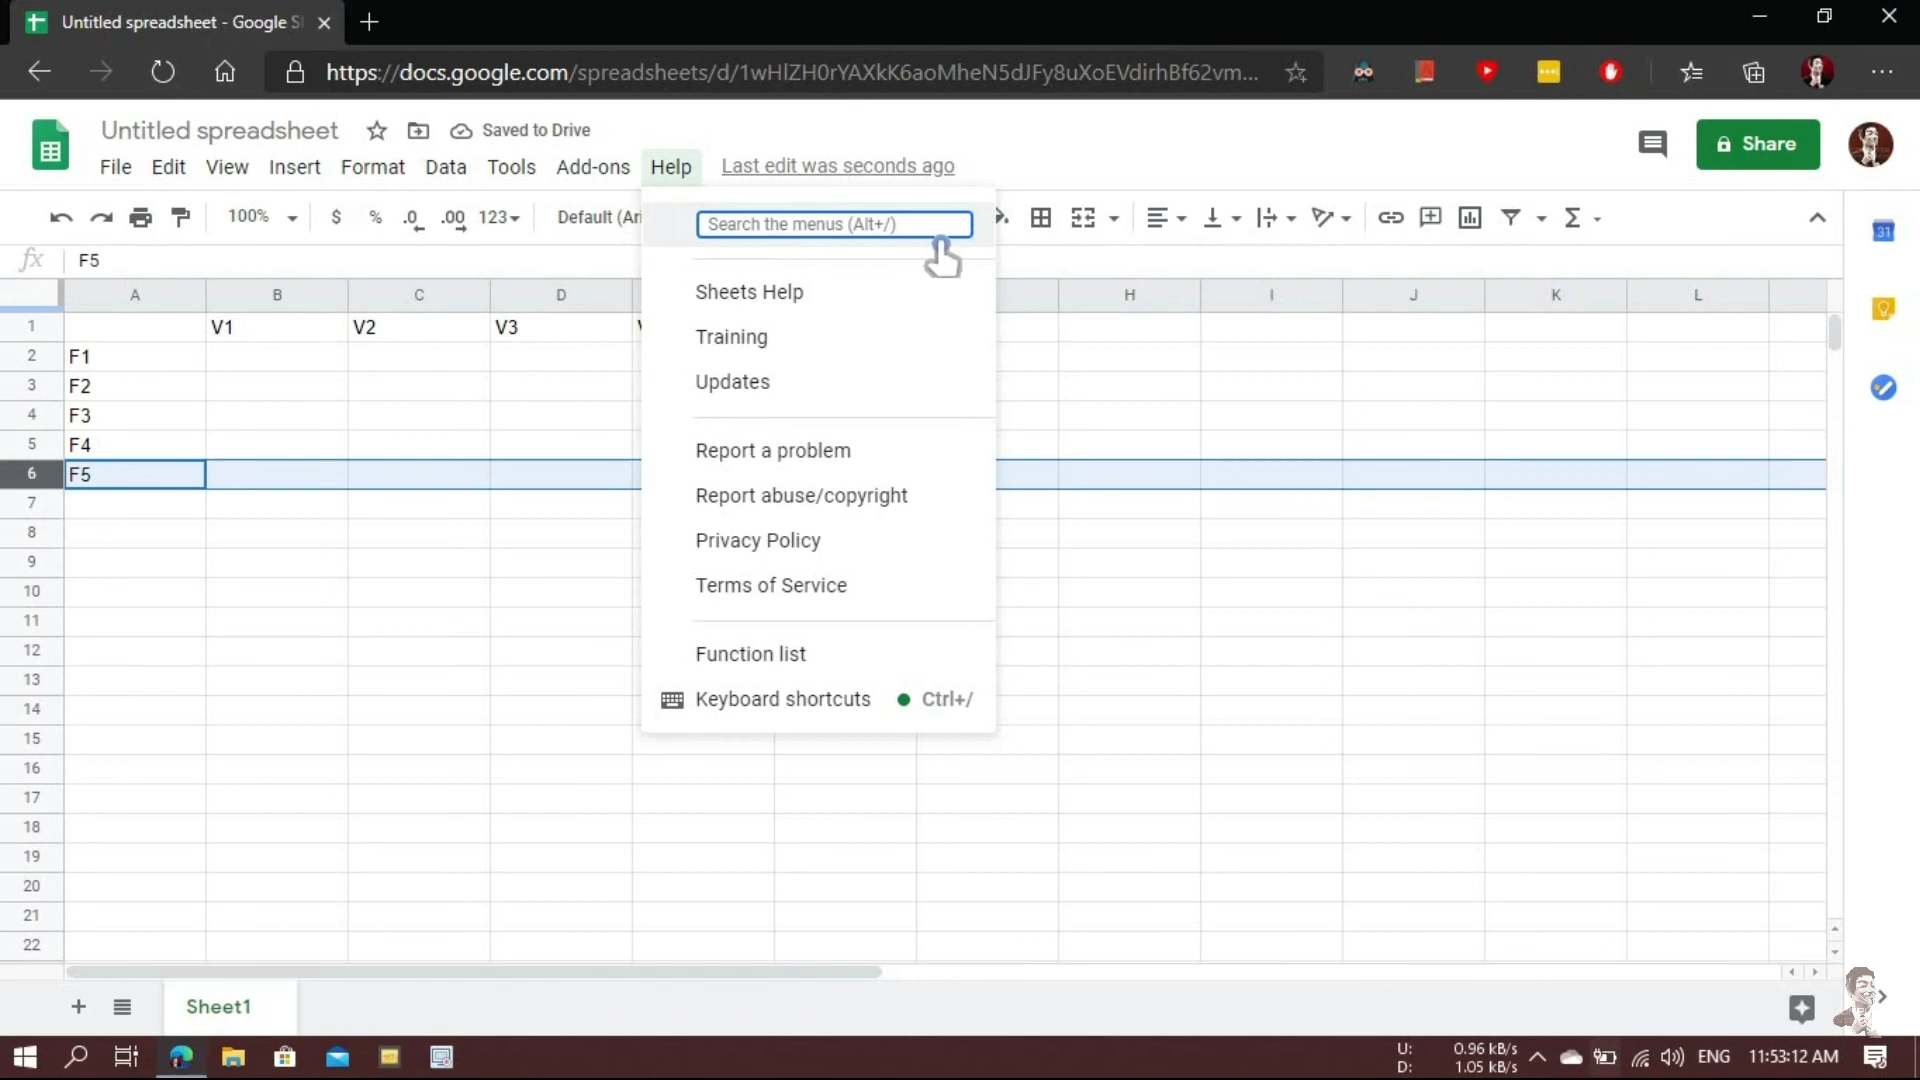 Untitled spreadsheet - Google S
https://docs.google.com/spreadsheets/d/1wHlZH0rYAXkK6aoMheN5dJFy8uXoEVdirhBf62vm...
Untitled spreadsheet
Saved to Drive
Share
File Edit View Insert Format Data Tools Add-ons Help Last edit was seconds ago
100% $ % .0 .00 123 Default (Ari
Search the menus (Alt+/)
fx F5
A B C D H I J K L
1 V1 V2 V3
2 F1
3 F2
4 F3
5 F4
6 F5
7
8
9
10
11
12
13
14
15
16
17
18
19
20
21
22
Sheets Help
Training
Updates
Report a problem
Report abuse/copyright
Privacy Policy
Terms of Service
Function list
Keyboard shortcuts Ctrl+/
31
Sheet1
U: 0.96 kB/s
D: 1.05 kB/s
ENG 11:53:12 AM